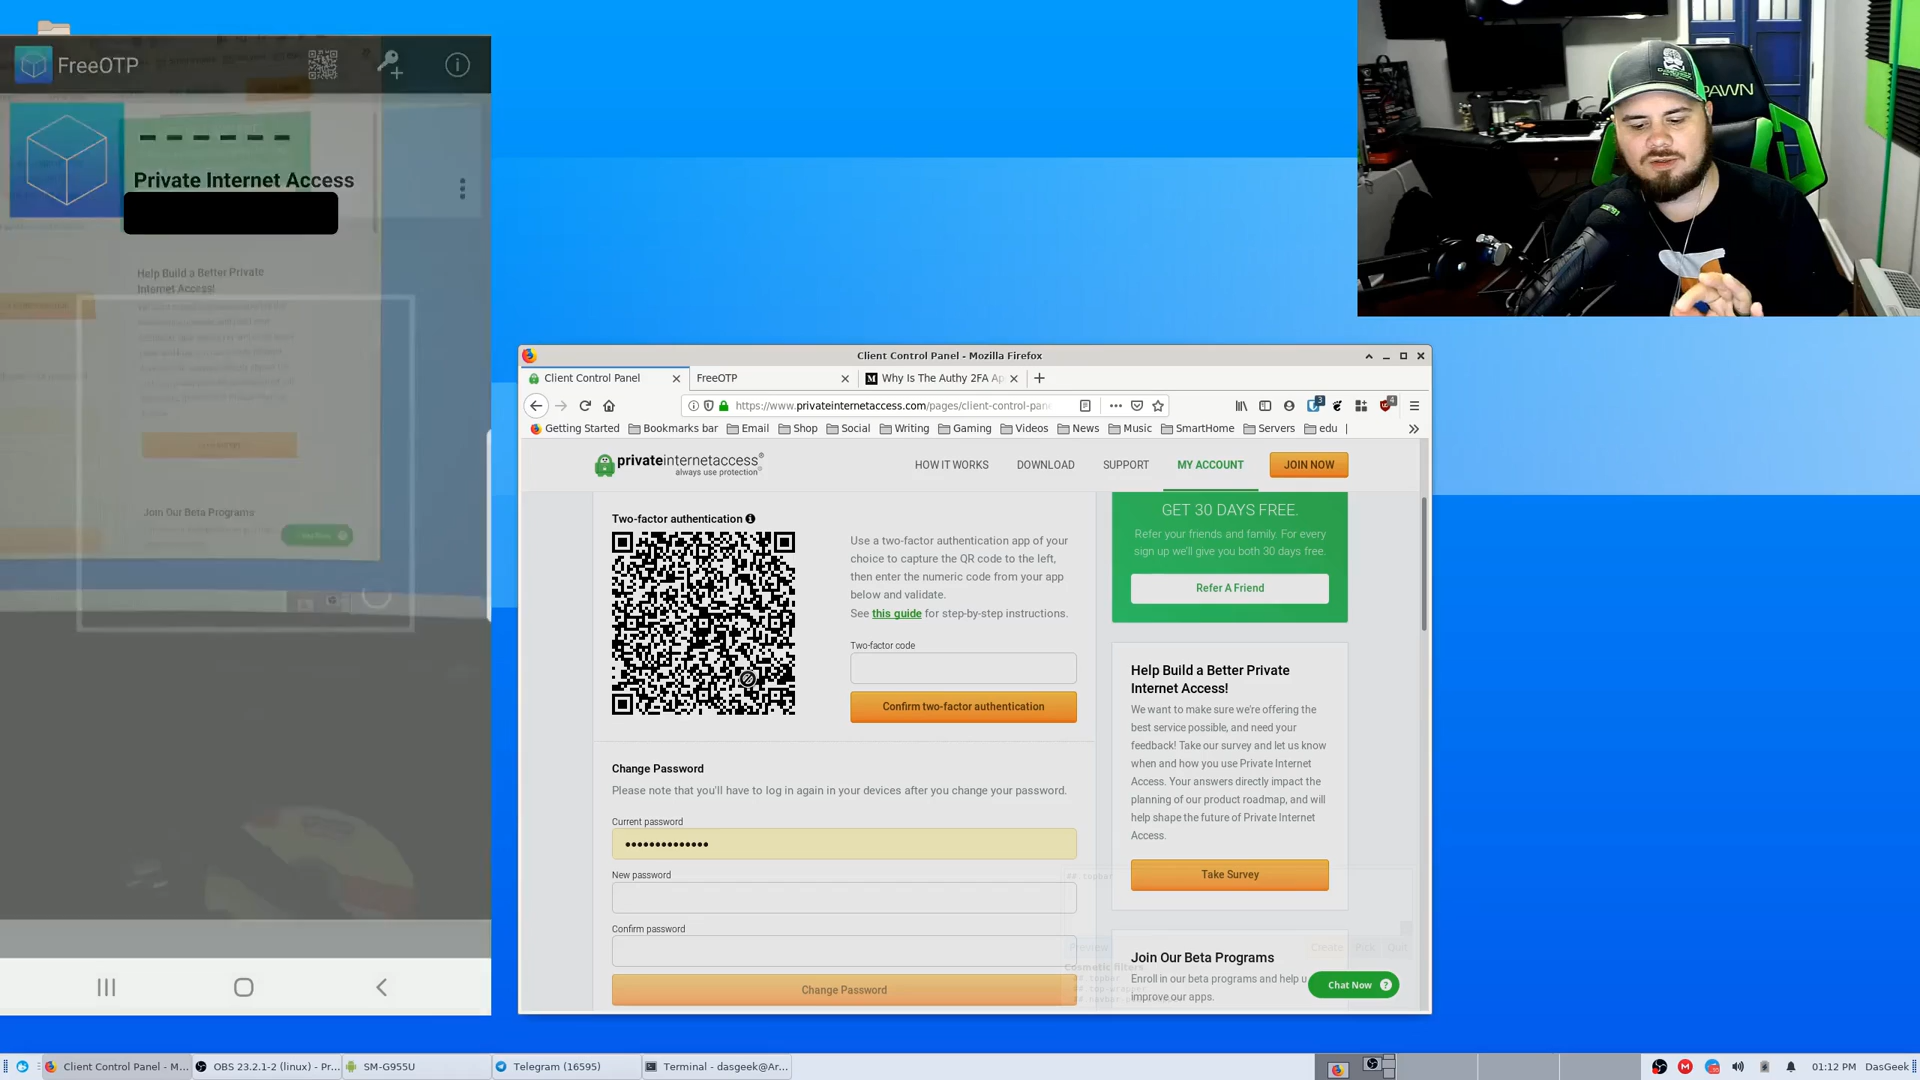 FreeOTP
Private Internet Access
Help Build a Better Private
Internet Access!
Join Our Beta Programs
PAWN
Client Control Panel - Mozilla Firefox
Client Control Panel
FreeOTP
Why Is The Authy 2FA Ap
https://www.privateinternetaccess.com/pages/client-control-pan
3
4
Getting Started
Bookmarks bar
Email
Shop
Social
Writing
Gaming
Videos
News
Music
SmartHome
Servers
edu
privateinternetaccess®
always use protection
HOW IT WORKS
DOWNLOAD
SUPPORT
MY ACCOUNT
JOIN NOW
Two-factor authentication
Use a two-factor authentication app of your
choice to capture the QR code to the left,
then enter the numeric code from your app
below and validate.
See this guide for step-by-step instructions.
Two-factor code
Confirm two-factor authentication
Change Password
Please note that you'll have to log in again in your devices after you change your password.
Current password
New password
Confirm password
Change Password
GET 30 DAYS FREE.
Refer your friends and family. For every
sign up we'll give you both 30 days free.
Refer A Friend
Help Build a Better Private
Internet Access!
We want to make sure we're offering the
best service possible, and need your
feedback! Take our survey and let us know
when and how you use Private Internet
Access. Your answers directly impact the
planning of our product roadmap, and will
help shape the future of Private Internet
Access.
Take Survey
Join Our Beta Programs
Enroll in our beta programs and help u
improve our apps.
Chat Now
Create
Pick
Quit
Cosmetic filters
Client Control Panel - M...
OBS 23.2.1-2 (linux) - Pr...
SM-G955U
Telegram (16595)
Terminal - dasgeek@Ar...
01:12 PM
DasGeek